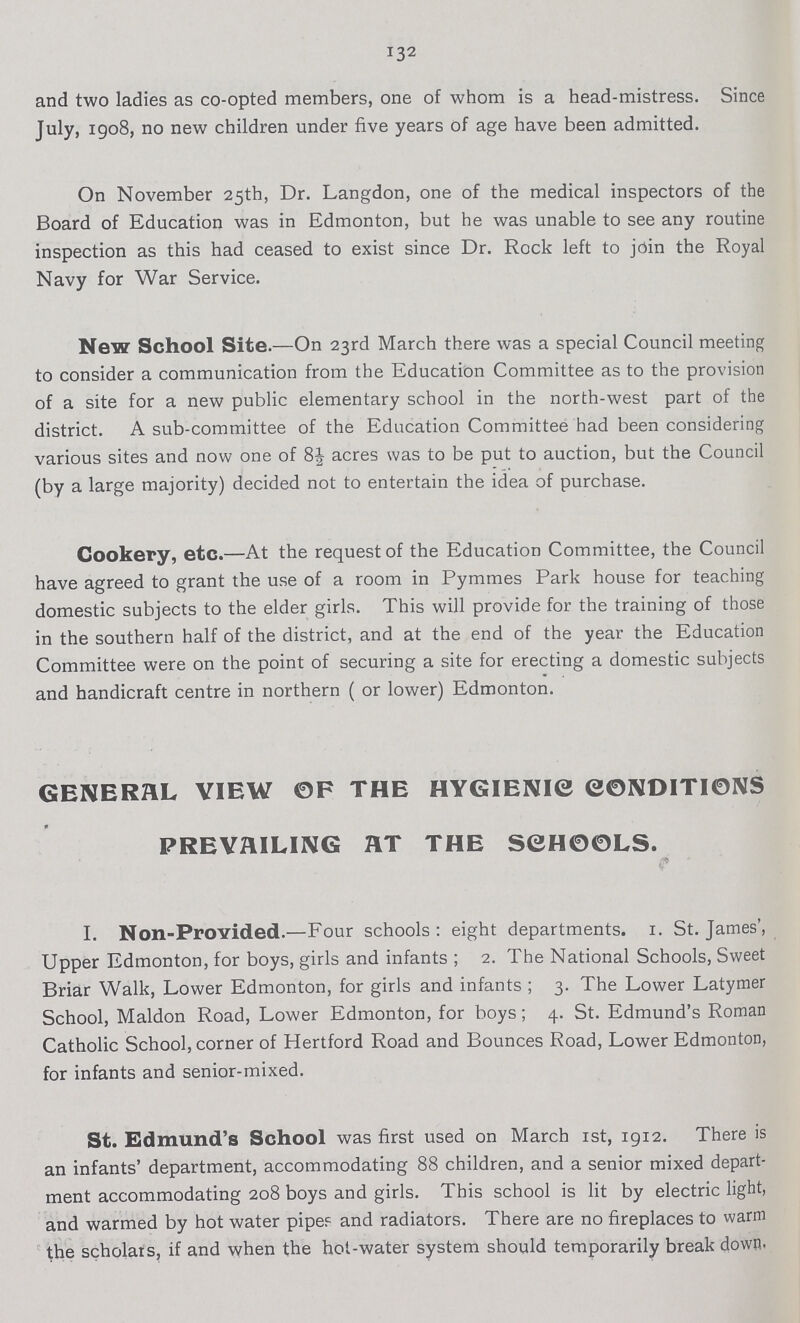 132
and two ladies as co-opted members, one of whom is a head-mistress. Since
July, 1908, no new children under five years of age have been admitted.
On November 25th, Dr. Langdon, one of the medical inspectors of the
Board of Education was in Edmonton, but he was unable to see any routine
inspection as this had ceased to exist since Dr. Rock left to join the Royal
Navy for War Service.
New School Site.—On 23rd March there was a special Council meeting
to consider a communication from the Education Committee as to the provision
of a site for a new public elementary school in the north-west part of the
district. A sub-committee of the Education Committee had been considering
various sites and now one of 8½ acres was to be put to auction, but the Council
(by a large majority) decided not to entertain the idea of purchase.
Cookery, etc.—At the request of the Education Committee, the Council
have agreed to grant the use of a room in Pymmes Park house for teaching
domestic subjects to the elder girls. This will provide for the training of those
in the southern half of the district, and at the end of the year the Education
Committee were on the point of securing a site for erecting a domestic subjects
and handicraft centre in northern ( or lower) Edmonton.
GENERAL VIEW OF THE HYGIENIC CONDITIONS
PREVAILING AT THE SCHOOLS.
I. Non-Provided.—Four schools : eight departments. 1. St. James',
Upper Edmonton, for boys, girls and infants ; 2. The National Schools, Sweet
Briar Walk, Lower Edmonton, for girls and infants ; 3. The Lower Latymer
School, Maldon Road, Lower Edmonton, for boys ; 4. St. Edmund's Roman
Catholic School, corner of Hertford Road and Bounces Road, Lower Edmonton,
for infants and senior-mixed.
St. Edmund's School was first used on March 1st, 1912. There is
an infants' department, accommodating 88 children, and a senior mixed depart-
ment accommodating 208 boys and girls. This school is lit by electric light,
and warmed by hot water pipes and radiators. There are no fireplaces to warm
the scholars, if and when the hot-water system should temporarily break down.